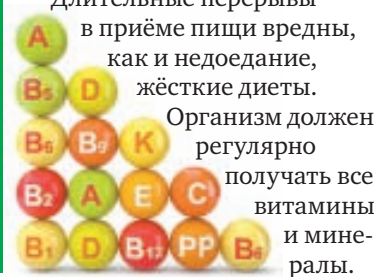 Длительные перерывы
в приёме пищи вредны,
как и недоедание,
жёсткие диеты.
Организм должен
регулярно
получать все
витамины
и мине-
ралы.
A
B5 D
B6 B9 K
B2 A E C
B1 D B12 PP B6